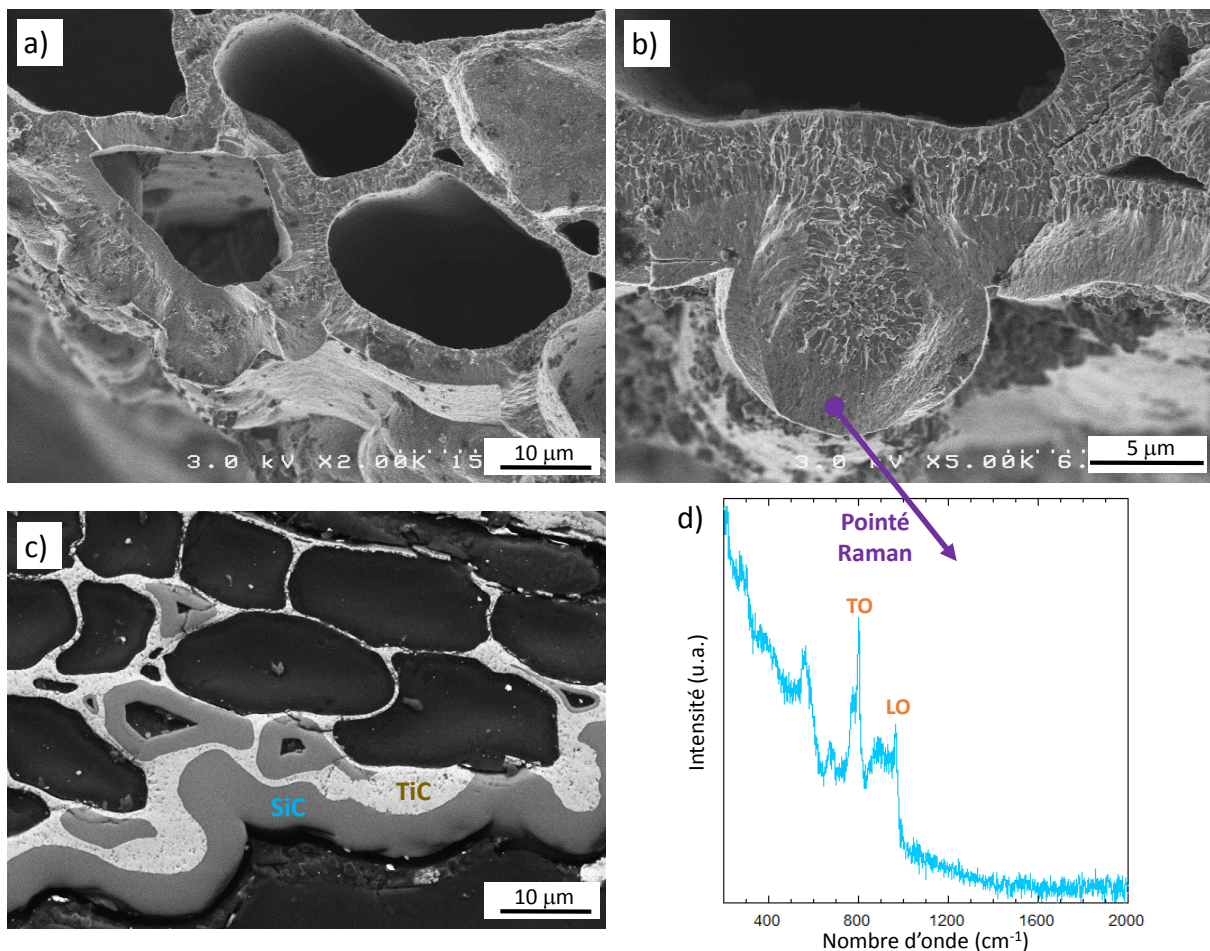 a)
3.0 kV X2.00K 15
10 μm
b)
3.0 kV X5.00K 6.
5 μm
c)
SiC
TiC
10 μm
d)
Pointé
Raman
TO
LO
Intensité (u.a.)
400 800 1200 1600 2000
Nombre d'onde (cm⁻¹)